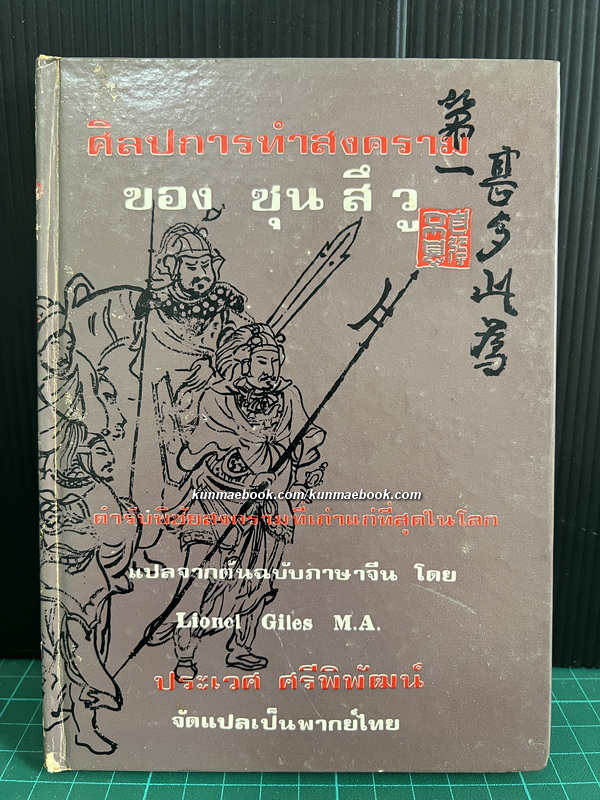 ศิลปการทำสงคราม
ของ ซุน สี วู
第一
kunmaebook.com/kunmaebook.com
ตำรับพิชัยสงครามที่เก่าแก่ที่สุดในโลก
แปลจากต้นฉบับภาษาจีน โดย
Lionel Giles M.A.
ประเวศ ศรีพิพัฒน์
จัดแปลเป็นพากย์ไทย